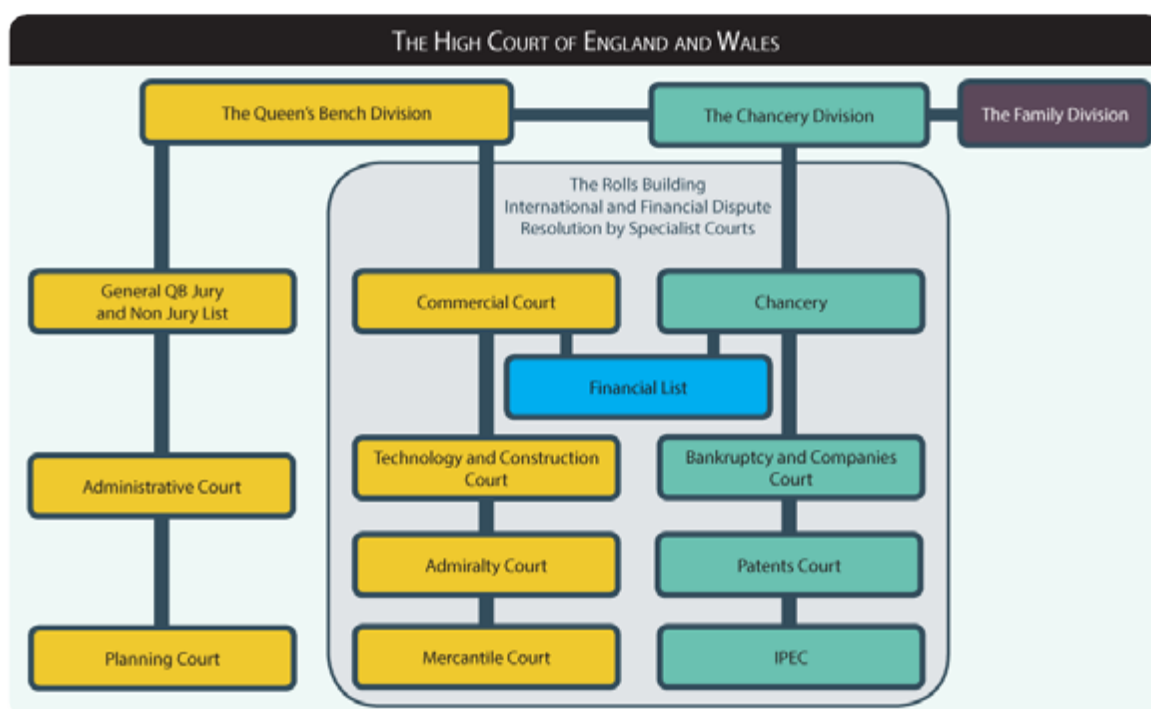 THE HIGH COURT OF ENGLAND AND WALES
The Queen's Bench Division
The Chancery Division
The Family Division
The Rolls Building
International and Financial Dispute
Resolution by Specialist Courts
General QB Jury
and Non Jury List
Commercial Court
Chancery
Financial List
Administrative Court
Technology and Construction
Court
Bankruptcy and Companies
Court
Admiralty Court
Patents Court
Planning Court
Mercantile Court
IPEC